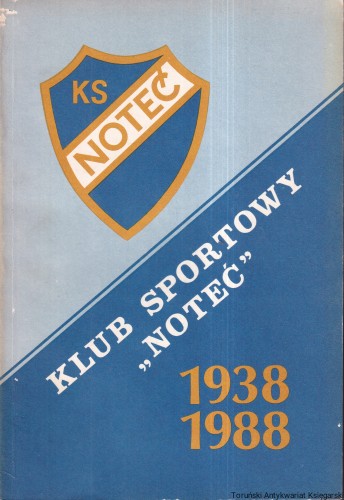 KS
NOTEĆ
KLUB SPORTOWY
„NOTEĆ”
1938
1988
Toruński Antykwariat Księgarski